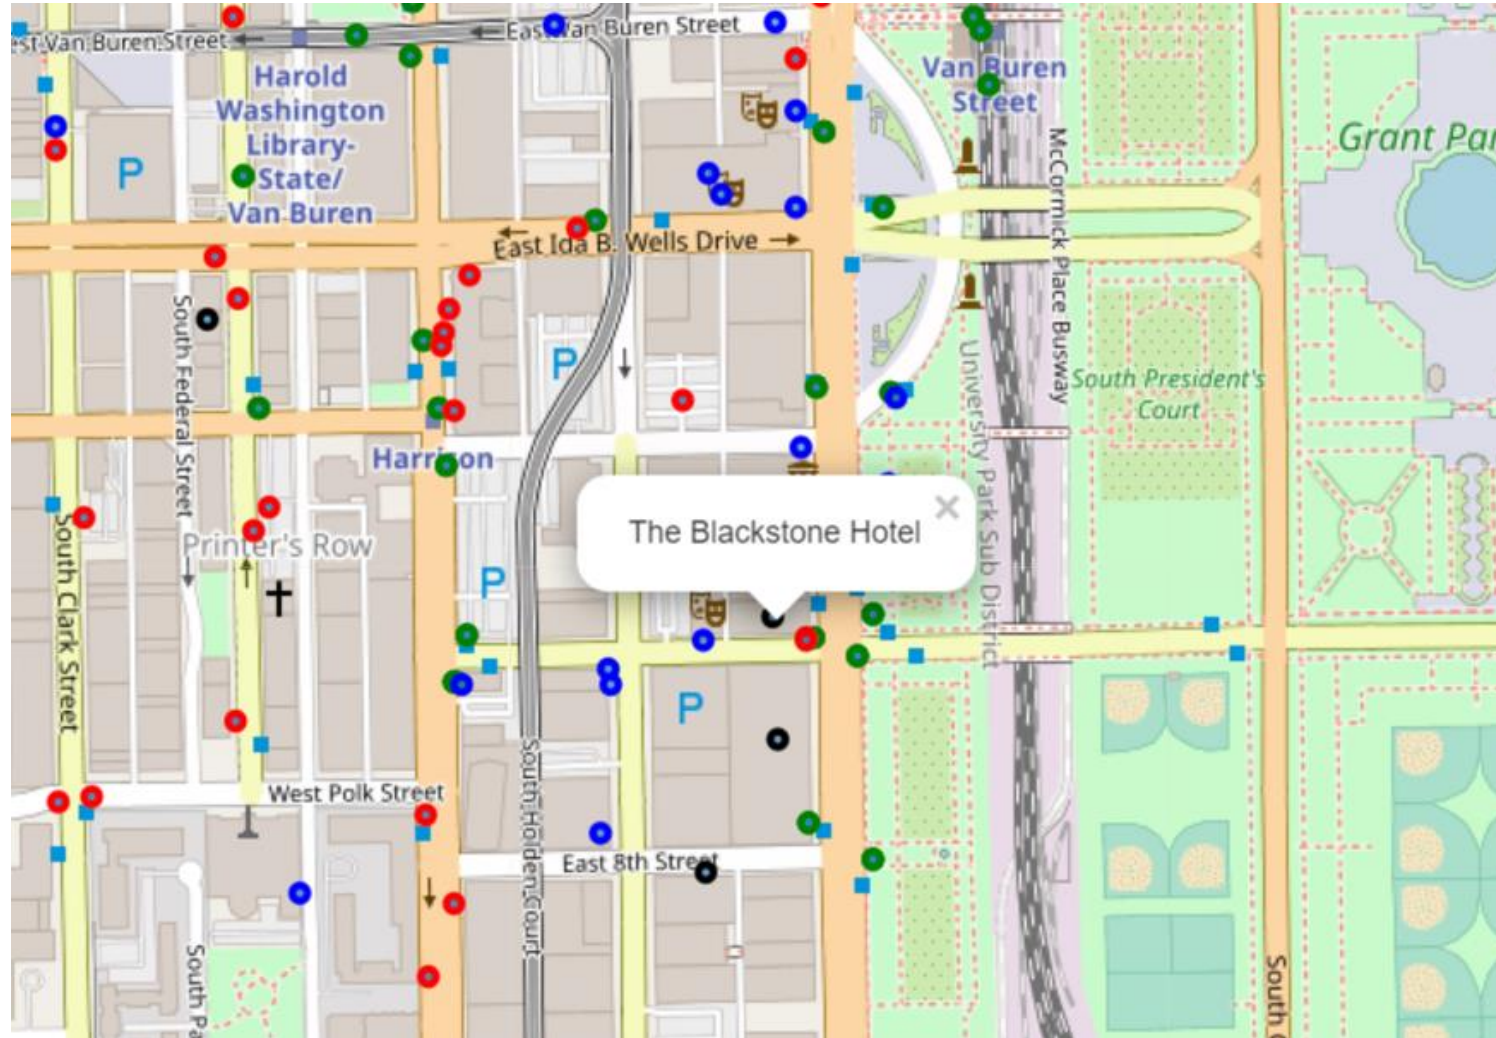 est Van Buren Street
East Van Buren Street
Harold
Washington
Library-
State/
Van Buren
Van Buren
Street
Grant Par
P
McCormick Place Busway
East Ida B. Wells Drive
South Federal Street
P
University Park Sub District
South President's
Court
Harrison
The Blackstone Hotel
×
South Clark Street
Printer's Row
P
P
South Holden Court
West Polk Street
East 8th Street
South Pa
South